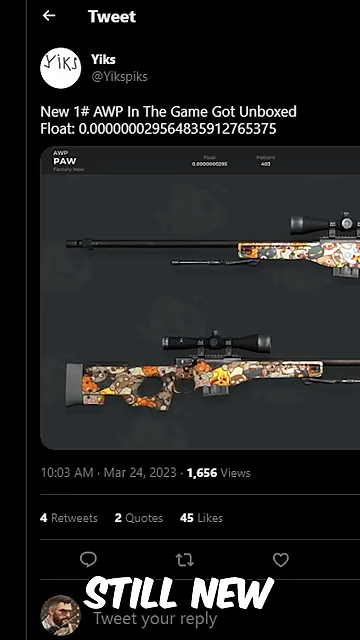 Tweet
Yiks
Yiks
@Yikspiks
New 1# AWP In The Game Got Unboxed
Float: 0.000000029564835912765375
AWP
PAW
Factory New
Float
0.0000000295
Pattern
403
10:03 AM · Mar 24, 2023 · 1,656 Views
4 Retweets 2 Quotes 45 Likes
STILL NEW
Tweet your reply